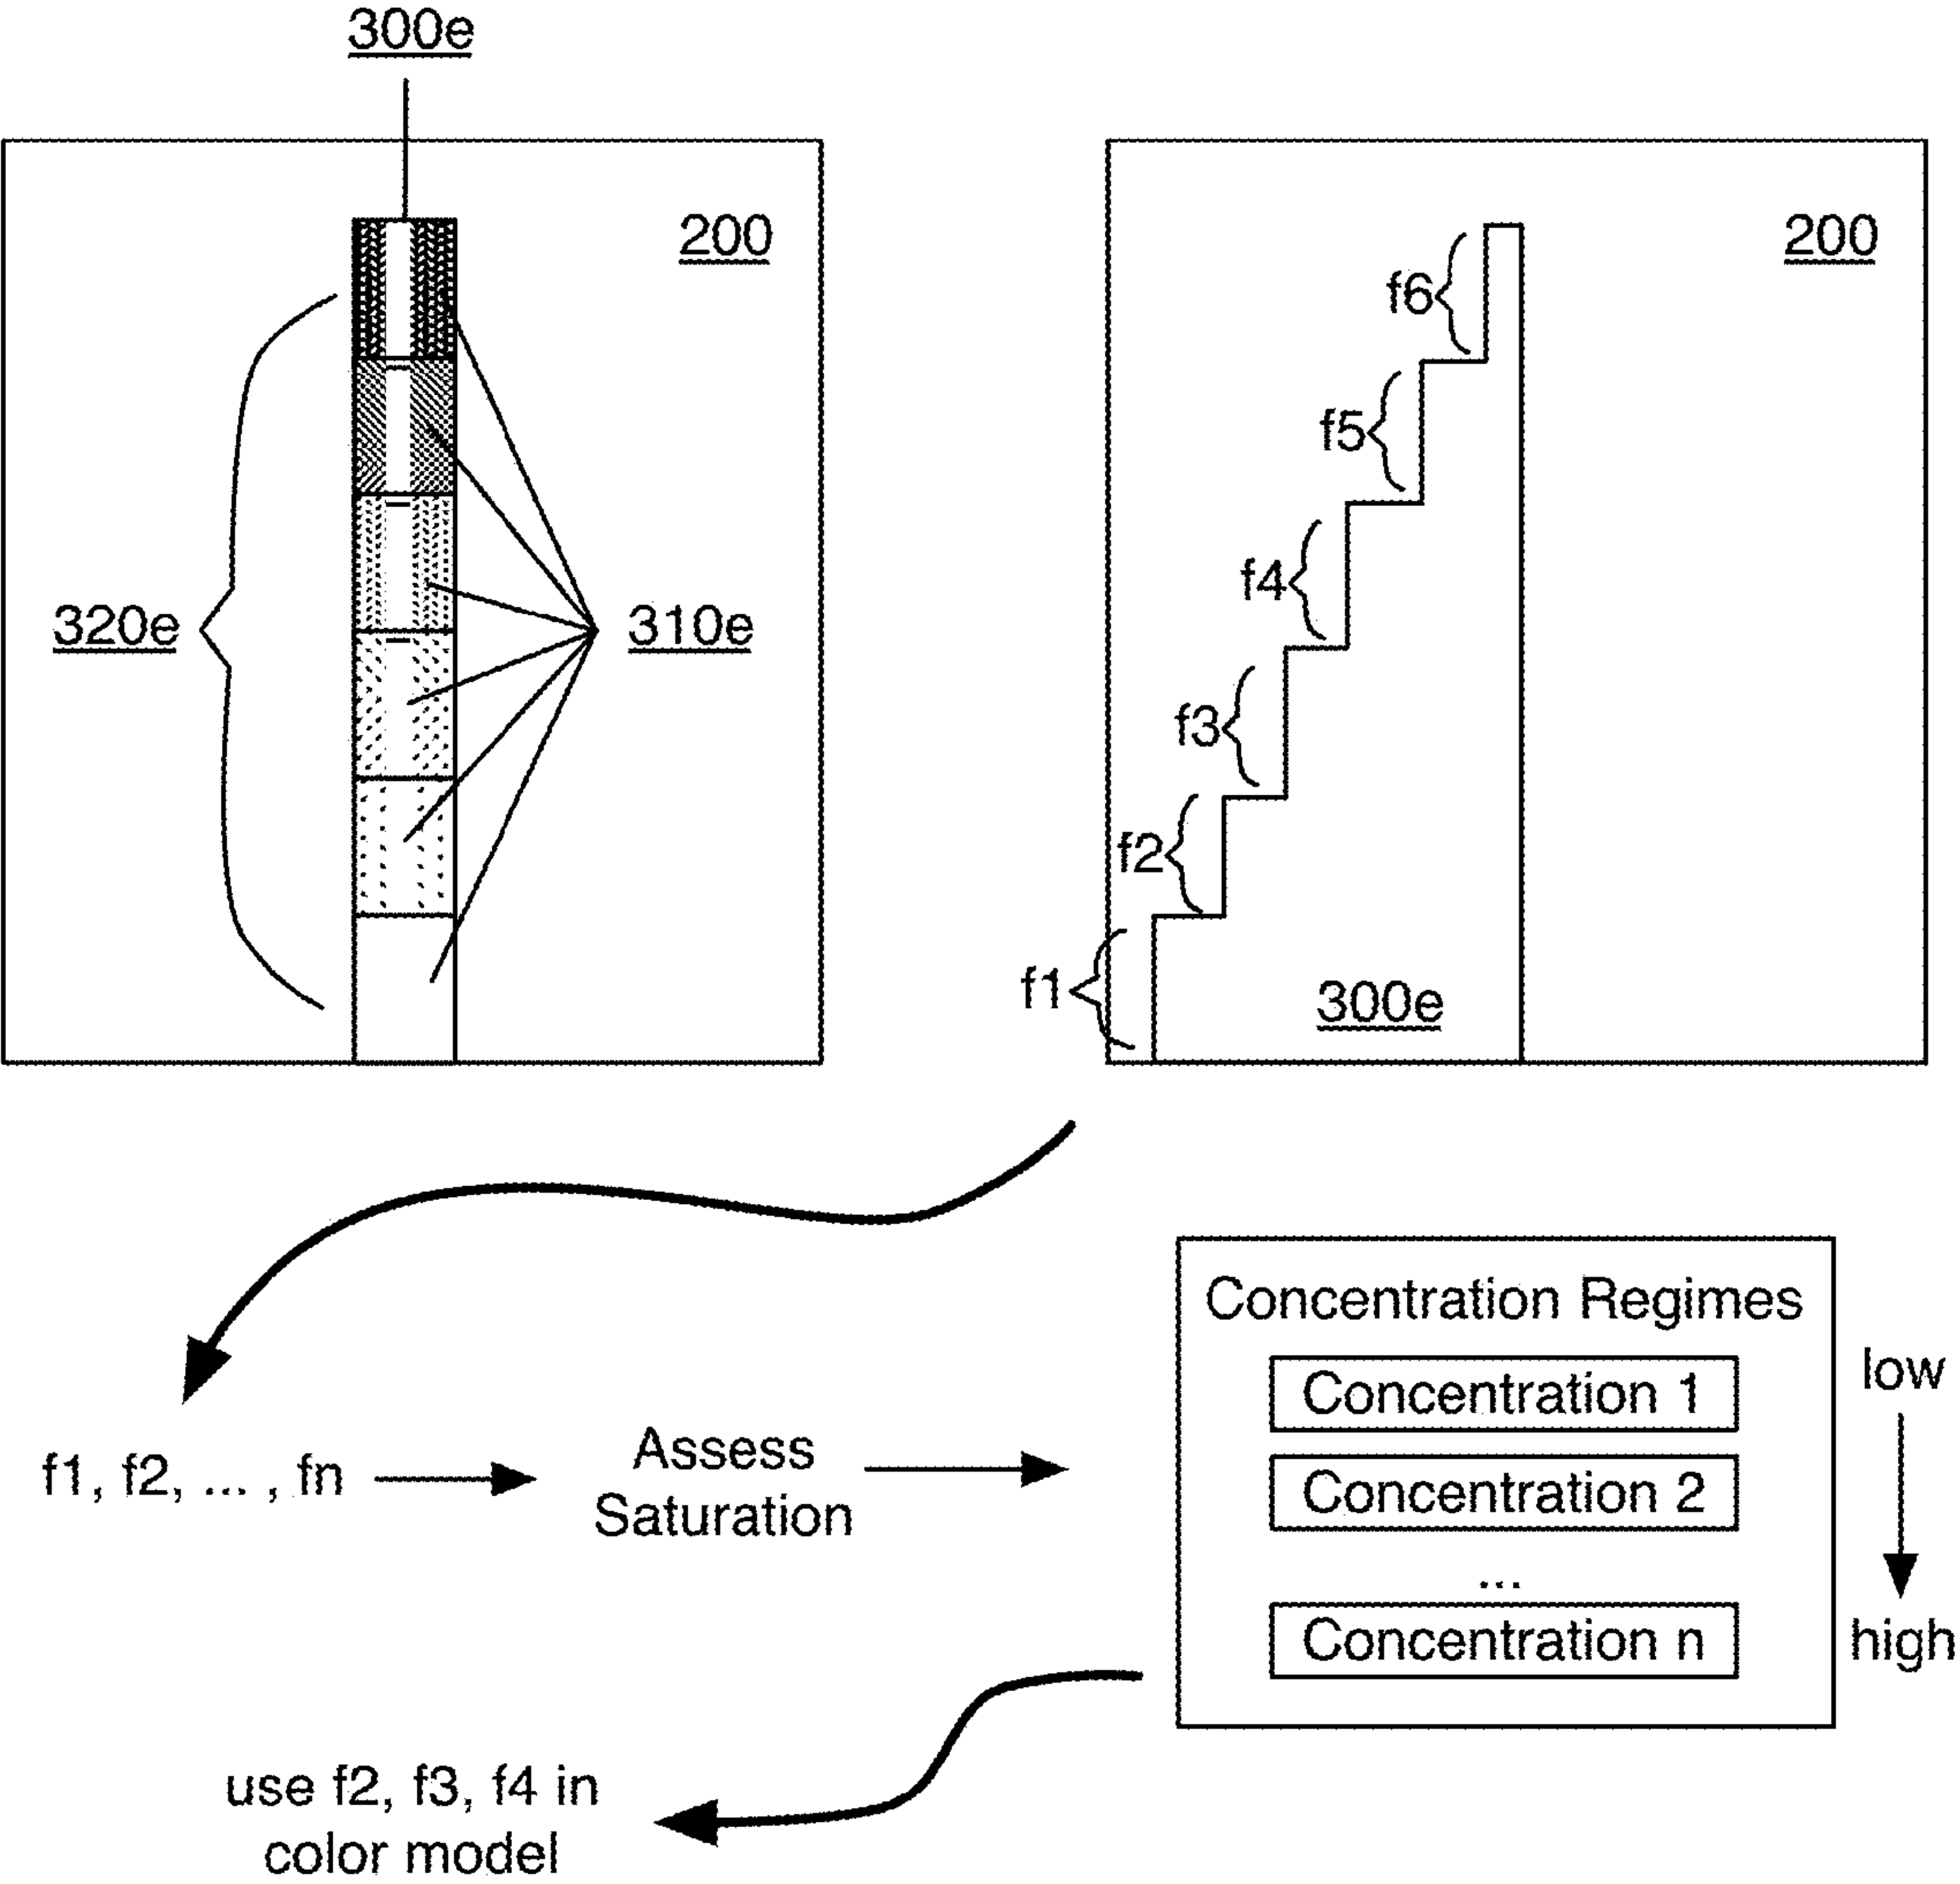 300e
200
320e
310e
200
f6
f5
f4
f3
f2
f1
300e
f1, f2, ... , fn
Assess
Saturation
Concentration Regimes
Concentration 1
Concentration 2
...
Concentration n
low
high
use f2, f3, f4 in
color model